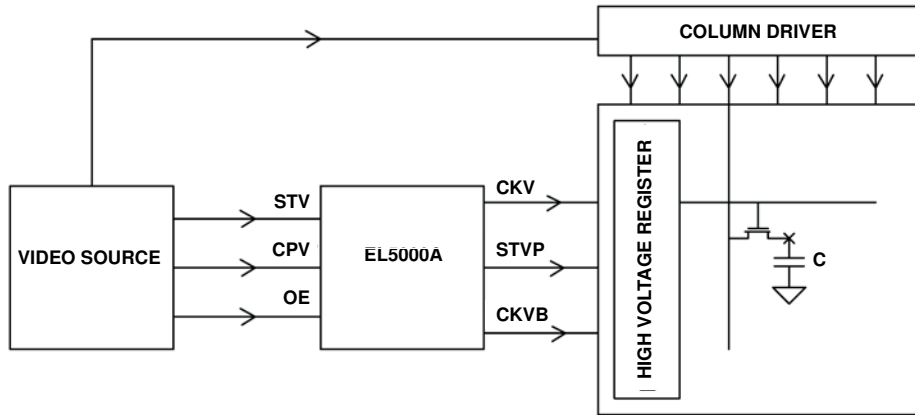 COLUMN DRIVER
VIDEO SOURCE
STV
CPV
OE
EL5000A
CKV
STVP
CKVB
HIGH VOLTAGE REGISTER
C